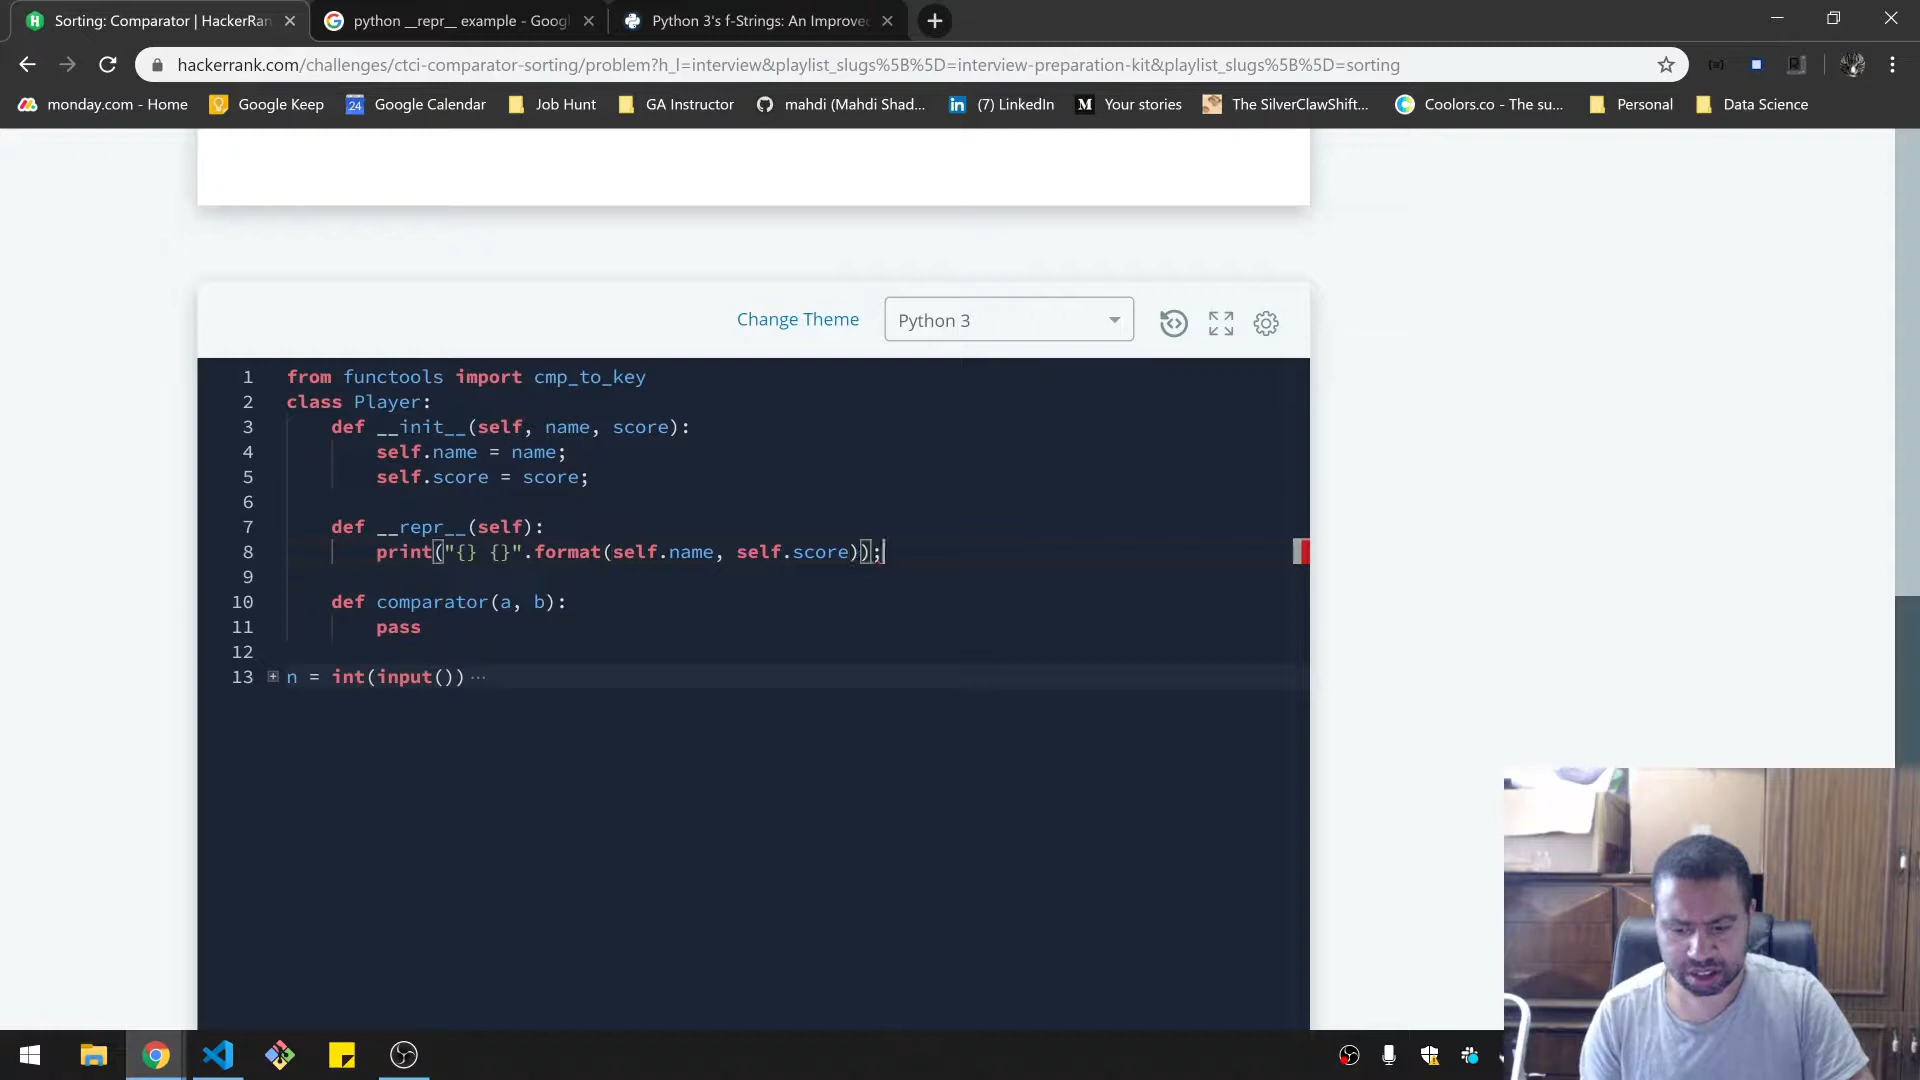 Sorting: Comparator | HackerRan
python __repr__ example - Googl
Python 3's f-Strings: An Improved
hackerrank.com/challenges/ctci-comparator-sorting/problem?h_l=interview&playlist_slugs%5B%5D=interview-preparation-kit&playlist_slugs%5B%5D=sorting
monday.com - Home
Google Keep
24 Google Calendar
Job Hunt
GA Instructor
mahdi (Mahdi Shad...
in (7) LinkedIn
M Your stories
The SilverClawShift...
Coolors.co - The su...
Personal
Data Science
Change Theme
Python 3
1 from functools import cmp_to_key
2 class Player:
3 def __init__(self, name, score):
4 self.name = name;
5 self.score = score;
6
7 def __repr__(self):
8 print("{} {}".format(self.name, self.score));
9
10 def comparator(a, b):
11 pass
12
13 n = int(input()) ···